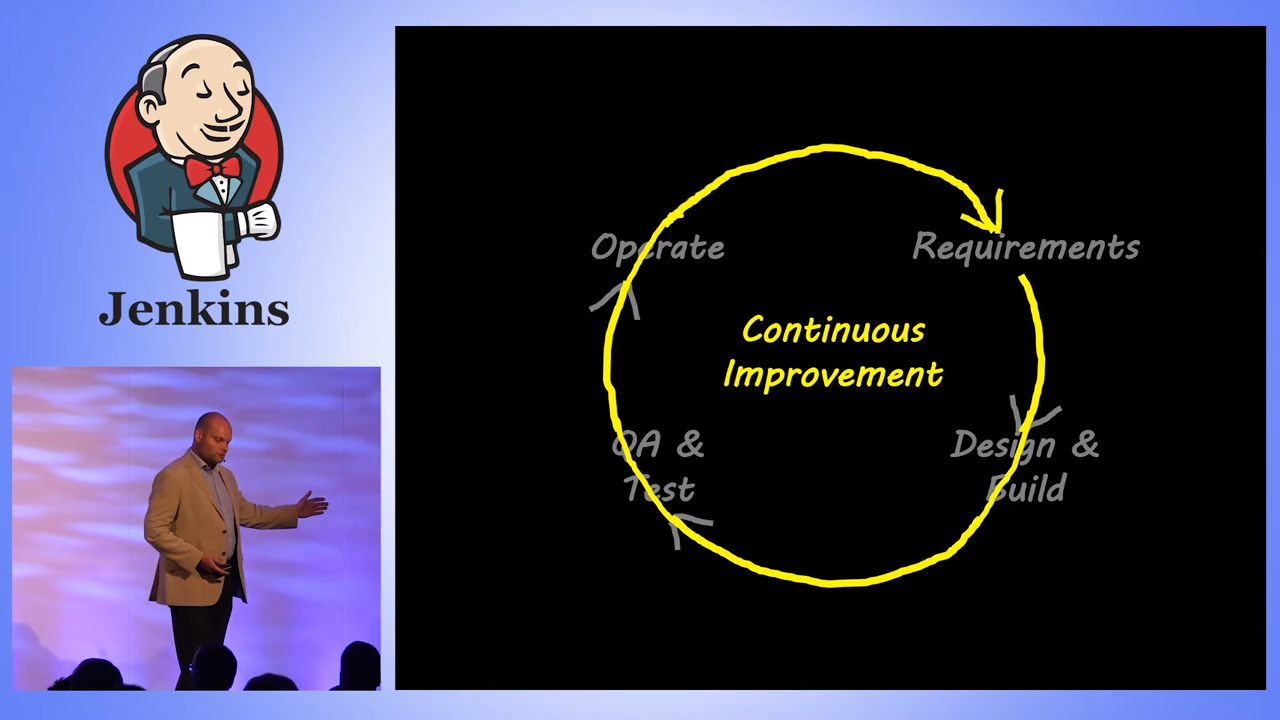 Jenkins
Operate
Requirements
Continuous
Improvement
QA &
Test
Design &
Build